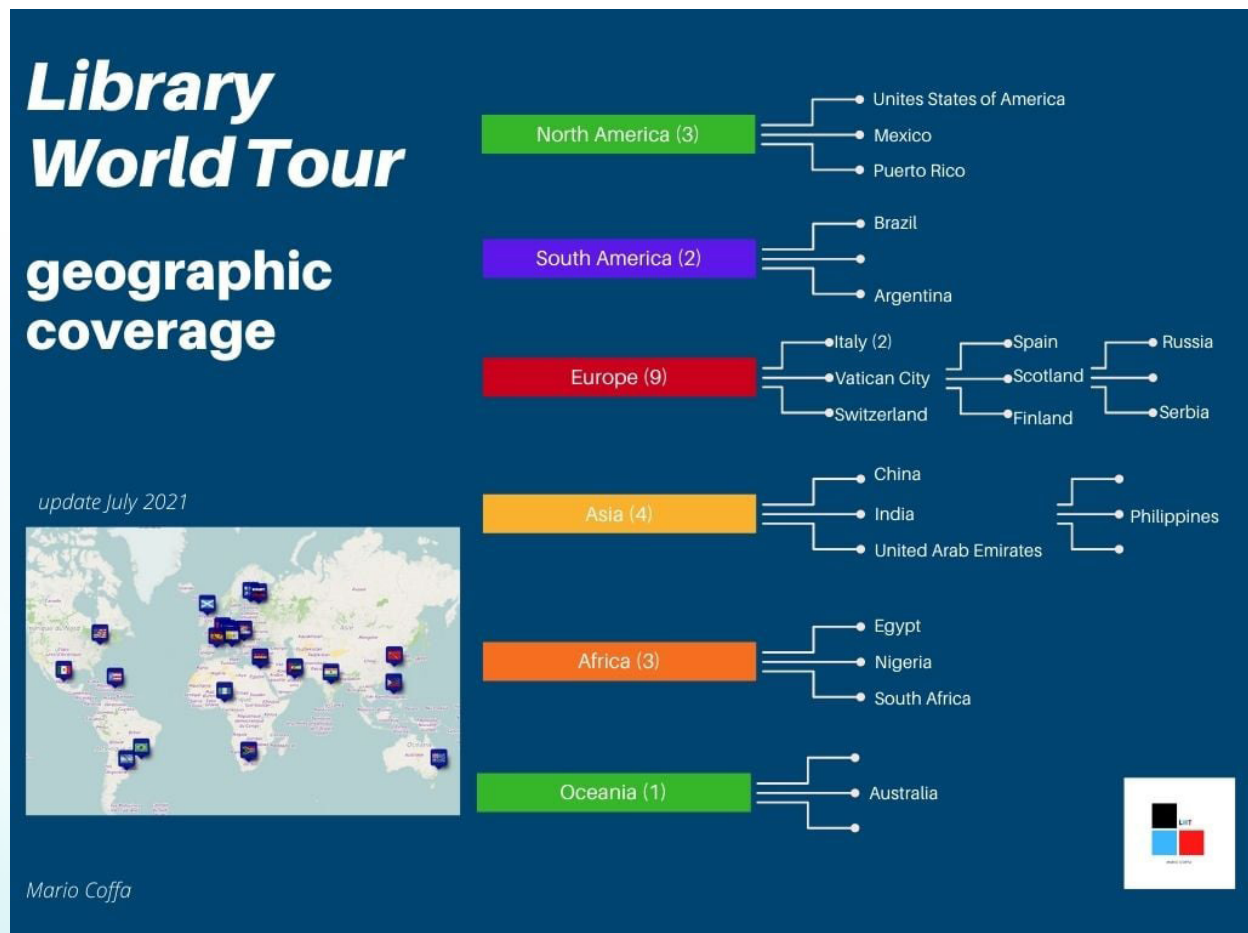 Library
World Tour
geographic
coverage
North America (3)
Unites States of America
Mexico
Puerto Rico
South America (2)
Brazil
Argentina
Europe (9)
Italy (2)
Vatican City
Switzerland
Spain
Scotland
Finland
Russia
Serbia
Asia (4)
China
India
United Arab Emirates
Philippines
Africa (3)
Egypt
Nigeria
South Africa
Oceania (1)
Australia
update July 2021
Mario Coffa